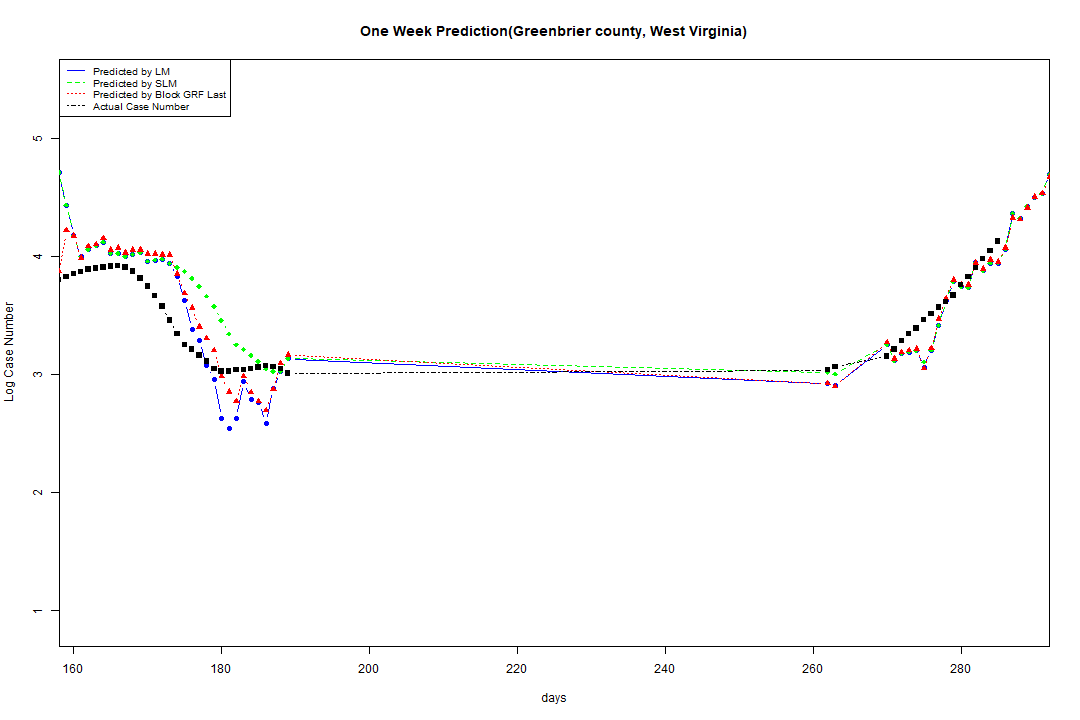 One Week Prediction(Greenbrier county, West Virginia)
Predicted by LM
Predicted by SLM
Predicted by Block GRF Last
Actual Case Number
Log Case Number
5
4
3
2
1
160 180 200 220 240 260 280
days